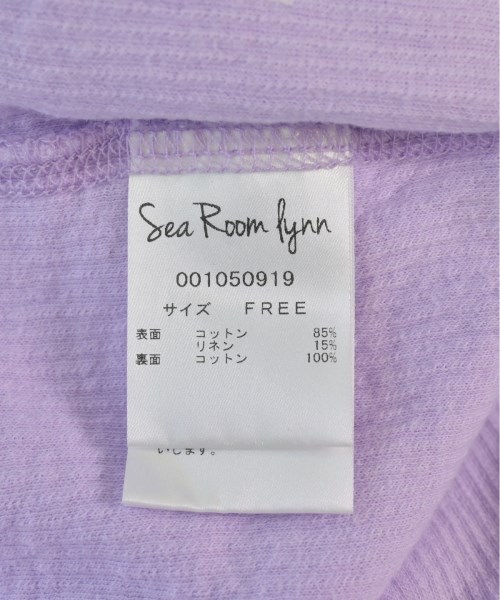 Sea Room lynn
001050919
サイズ FREE
表面 コットン 85%
リネン 15%
裏面 コットン 100%
いします。